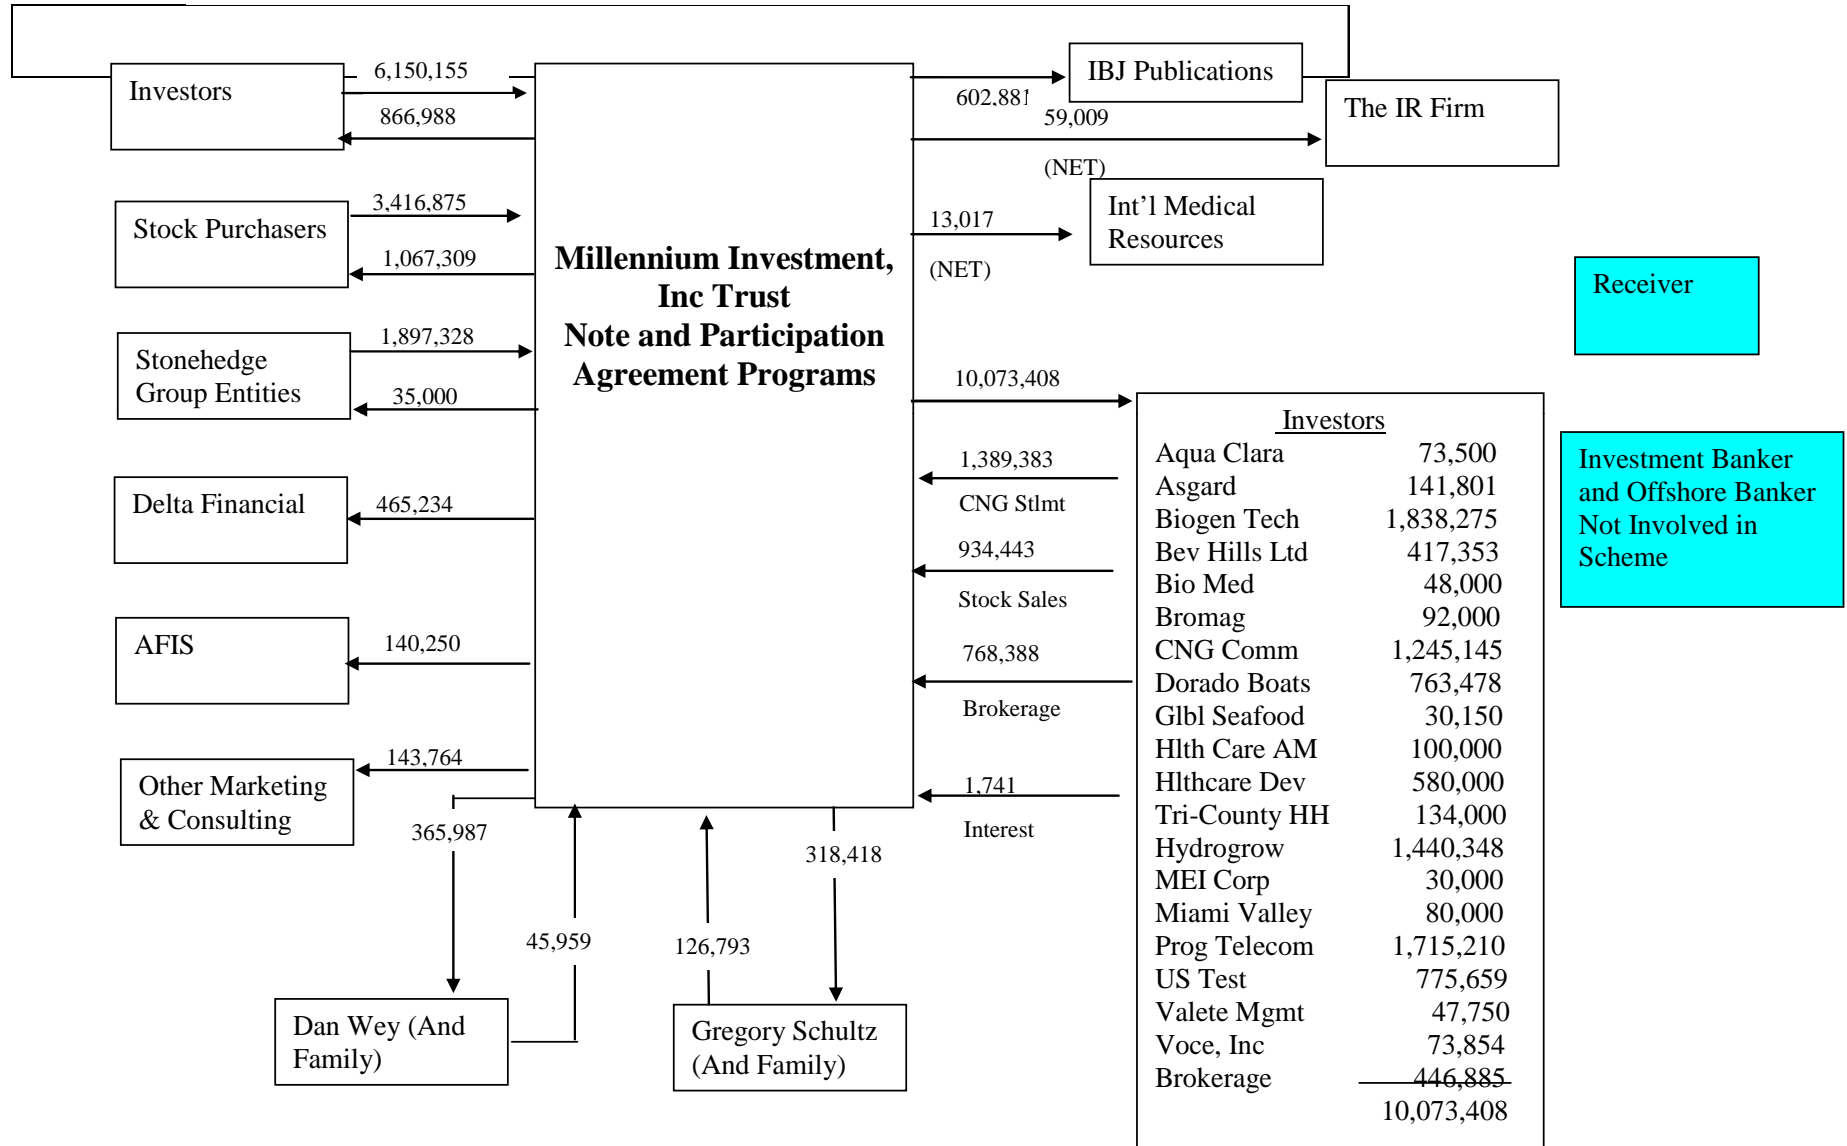 Investors
6,150,155
866,988
IBJ Publications
602,881
59,009
(NET)
The IR Firm
Stock Purchasers
3,416,875
1,067,309
Int'l Medical
Resources
13,017
(NET)
Millennium Investment,
Inc Trust
Note and Participation
Agreement Programs
Receiver
Stonehedge
Group Entities
1,897,328
35,000
10,073,408
Investment Banker
and Offshore Banker
Not Involved in
Scheme
Delta Financial
465,234
1,389,383
CNG Stlmt
934,443
Stock Sales
AFIS
140,250
768,388
Brokerage
Other Marketing
& Consulting
143,764
1,741
Interest
365,987
45,959
126,793
318,418
Dan Wey (And
Family)
Gregory Schultz
(And Family)
Investors
Aqua Clara 73,500
Asgard 141,801
Biogen Tech 1,838,275
Bev Hills Ltd 417,353
Bio Med 48,000
Bromag 92,000
CNG Comm 1,245,145
Dorado Boats 763,478
Glbl Seafood 30,150
Hlth Care AM 100,000
Hlthcare Dev 580,000
Tri-County HH 134,000
Hydrogrow 1,440,348
MEI Corp 30,000
Miami Valley 80,000
Prog Telecom 1,715,210
US Test 775,659
Valete Mgmt 47,750
Voce, Inc 73,854
Brokerage 446,885
10,073,408